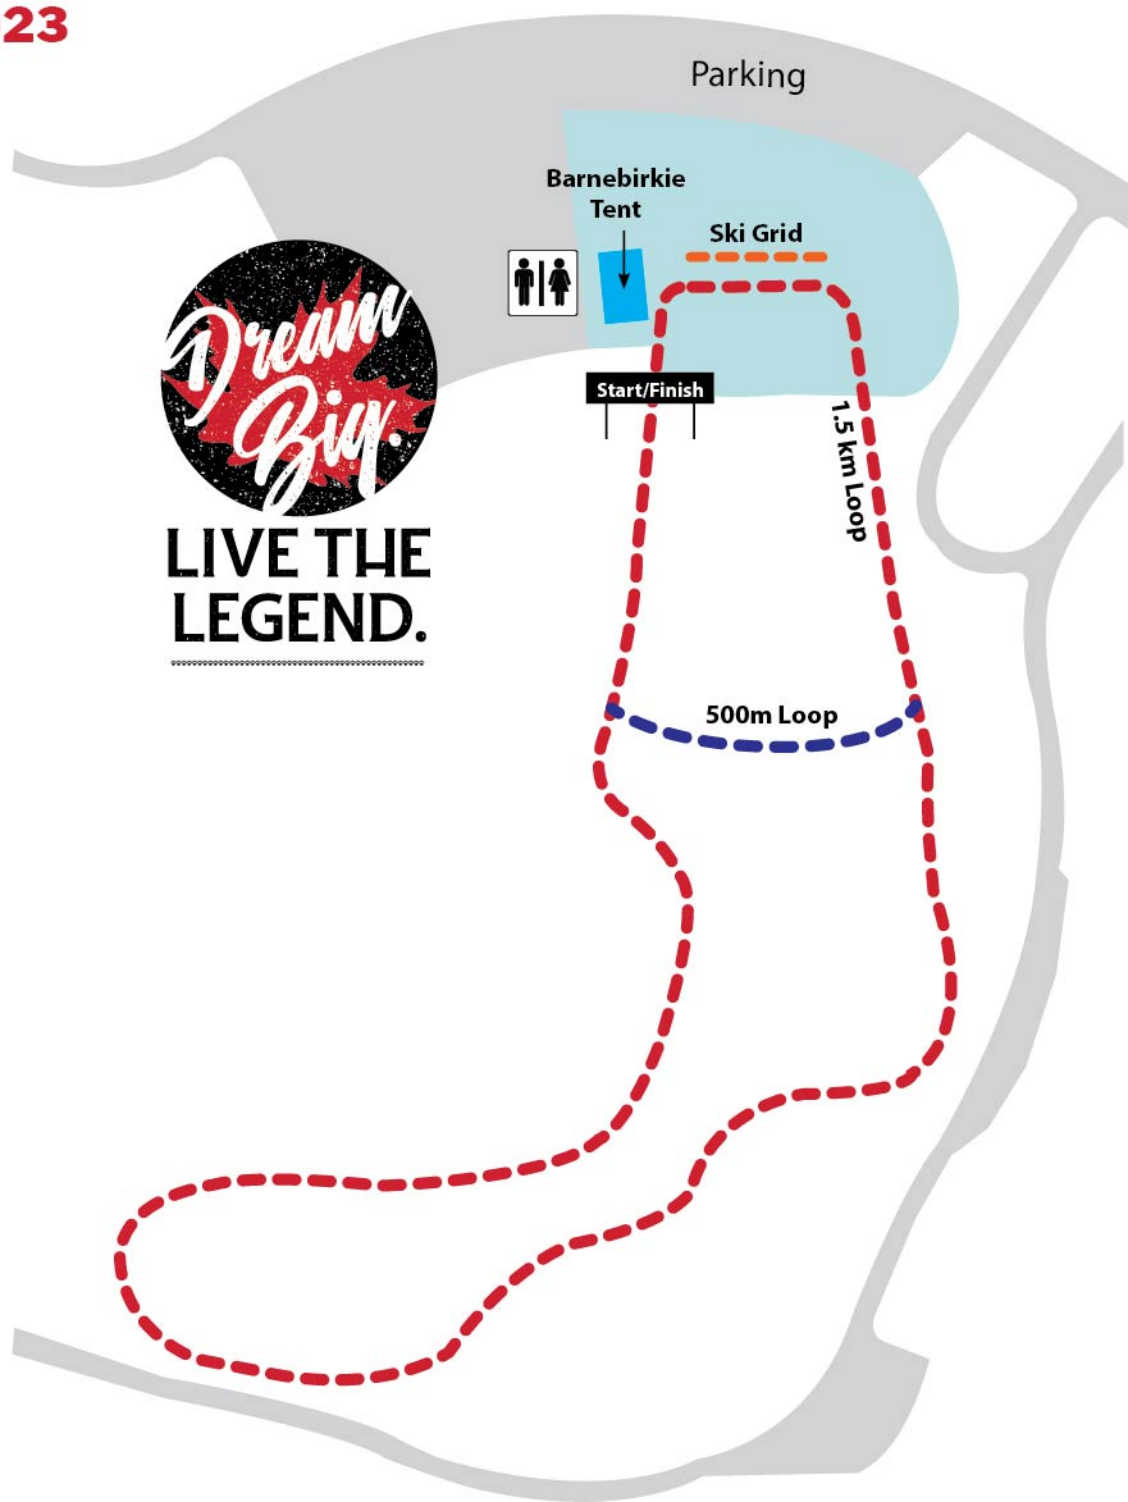 23
Parking
Barnebirkie
Tent
Ski Grid
Start/Finish
1.5 km Loop
Dream
Big.
LIVE THE
LEGEND.
500m Loop